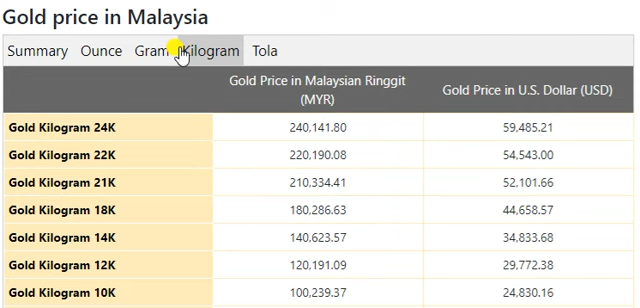 Gold price in Malaysia
Summary Ounce Gram Kilogram Tola
Gold Price in Malaysian Ringgit (MYR) Gold Price in U.S. Dollar (USD)
Gold Kilogram 24K 240,141.80 59,485.21
Gold Kilogram 22K 220,190.08 54,543.00
Gold Kilogram 21K 210,334.41 52,101.66
Gold Kilogram 18K 180,286.63 44,658.57
Gold Kilogram 14K 140,623.57 34,833.68
Gold Kilogram 12K 120,191.09 29,772.38
Gold Kilogram 10K 100,239.37 24,830.16